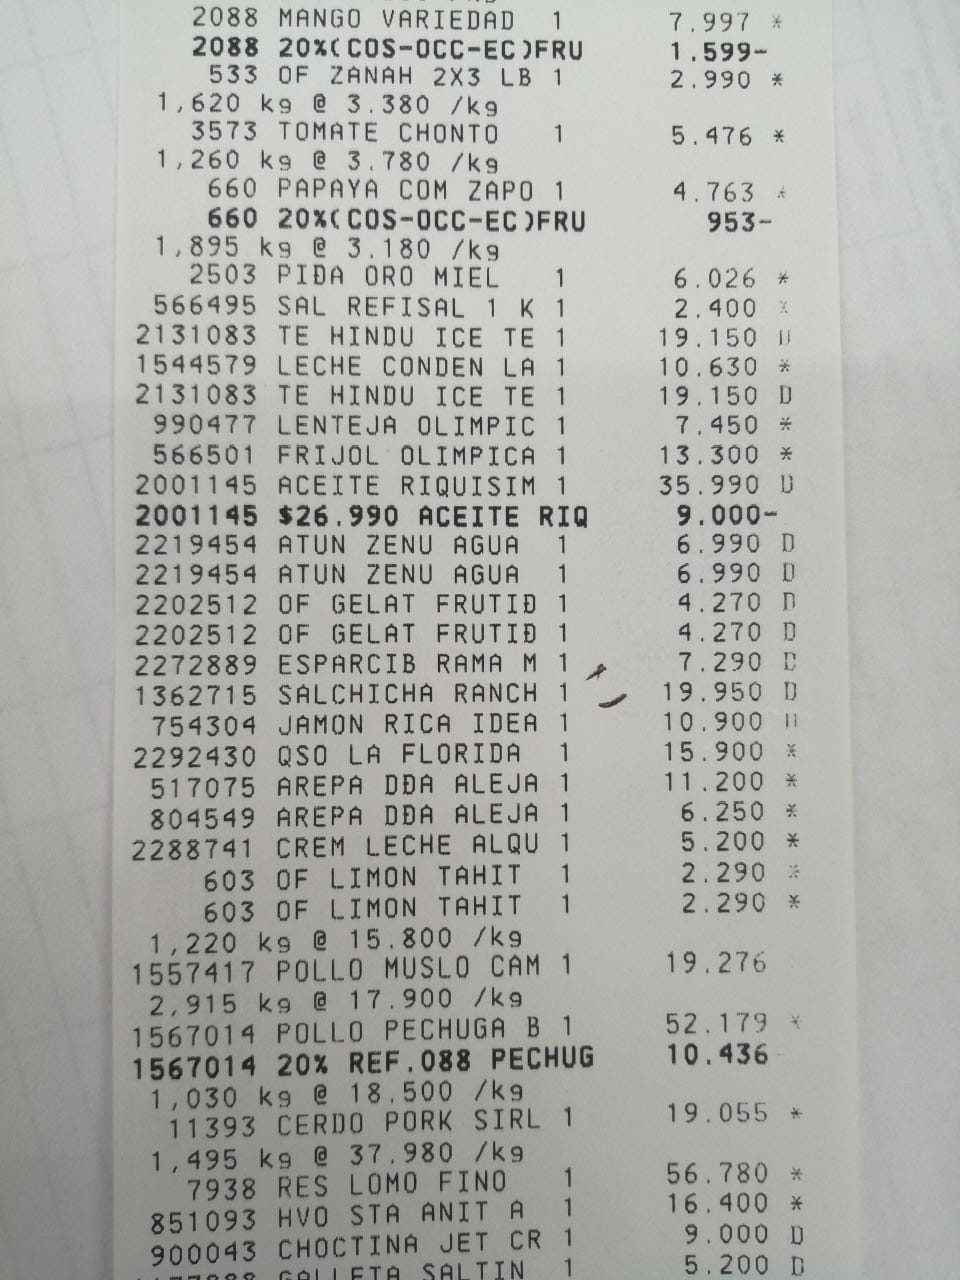 2088 MANGO VARIEDAD 1 7.997 *
2088 20%(COS-OCC-EC)FRU 1.599-
533 OF ZANAH 2X3 LB 1 2.990 *
1,620 kg @ 3.380 /kg
3573 TOMATE CHONTO 1 5.476 *
1,260 kg @ 3.780 /kg
660 PAPAYA COM ZAPO 1 4.763 *
660 20%(COS-OCC-EC)FRU 953-
1,895 kg @ 3.180 /kg
2503 PIÐA ORO MIEL 1 6.026 *
566495 SAL REFISAL 1 K 1 2.400 *
2131083 TE HINDU ICE TE 1 19.150 D
1544579 LECHE CONDEN LA 1 10.630 *
2131083 TE HINDU ICE TE 1 19.150 D
990477 LENTEJA OLIMPIC 1 7.450 *
566501 FRIJOL OLIMPICA 1 13.300 *
2001145 ACEITE RIQUISIM 1 35.990 D
2001145 $26.990 ACEITE RIQ 9.000-
2219454 ATUN ZENU AGUA 1 6.990 D
2219454 ATUN ZENU AGUA 1 6.990 D
2202512 OF GELAT FRUTIÐ 1 4.270 D
2202512 OF GELAT FRUTIÐ 1 4.270 D
2272889 ESPARCIB RAMA M 1 7.290 D
1362715 SALCHICHA RANCH 1 19.950 D
754304 JAMON RICA IDEA 1 10.900 D
2292430 QSO LA FLORIDA 1 15.900 *
517075 AREPA DÐA ALEJA 1 11.200 *
804549 AREPA DÐA ALEJA 1 6.250 *
2288741 CREM LECHE ALQU 1 5.200 *
603 OF LIMON TAHIT 1 2.290 *
603 OF LIMON TAHIT 1 2.290 *
1,220 kg @ 15.800 /kg
1557417 POLLO MUSLO CAM 1 19.276
2,915 kg @ 17.900 /kg
1567014 POLLO PECHUGA B 1 52.179 *
1567014 20% REF.088 PECHUG 10.436-
1,030 kg @ 18.500 /kg
11393 CERDO PORK SIRL 1 19.055 *
1,495 kg @ 37.980 /kg
7938 RES LOMO FINO 1 56.780 *
851093 HVO STA ANIT A 1 16.400 *
900043 CHOCTINA JET CR 1 9.000 D
GALLETA SALTIN 1 5.200 D